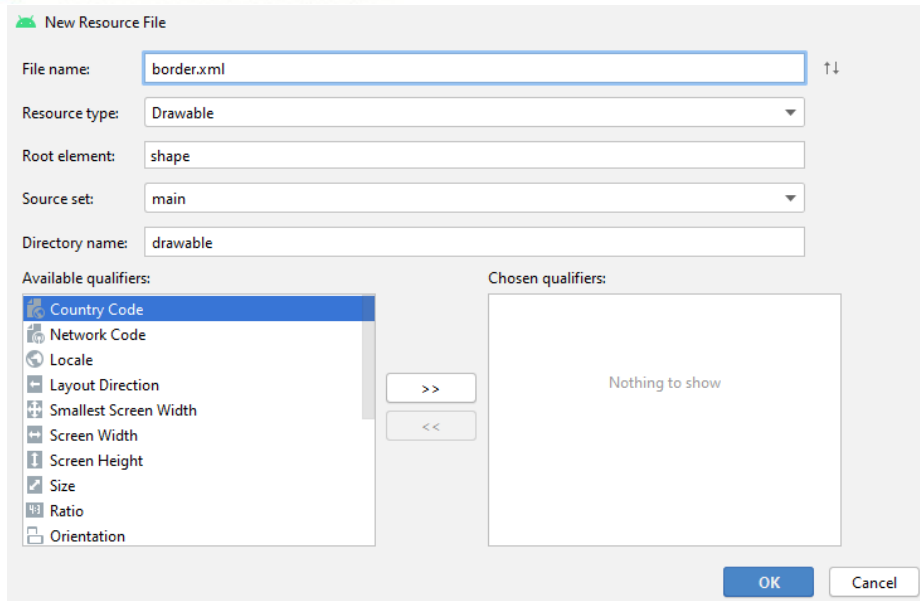 New Resource File
File name: border.xml
Resource type: Drawable
Root element: shape
Source set: main
Directory name: drawable
Available qualifiers: Chosen qualifiers:
Country Code
Network Code
Locale
Layout Direction
Smallest Screen Width
Screen Width
Screen Height
Size
4:3 Ratio
Orientation
>>
<<
Nothing to show
OK Cancel